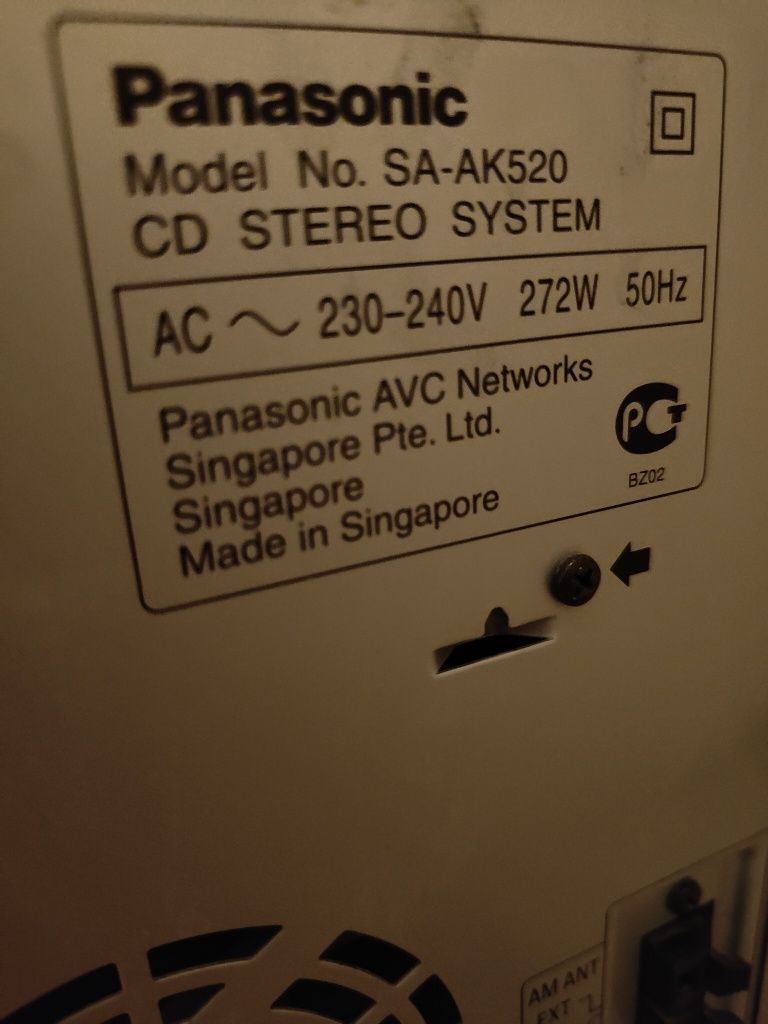 Panasonic
Model No. SA-AK520
CD STEREO SYSTEM
AC ~ 230-240V 272W 50Hz
Panasonic AVC Networks
Singapore Pte. Ltd.
Singapore
Made in Singapore
PCT
BZ02
AM ANT
EXT